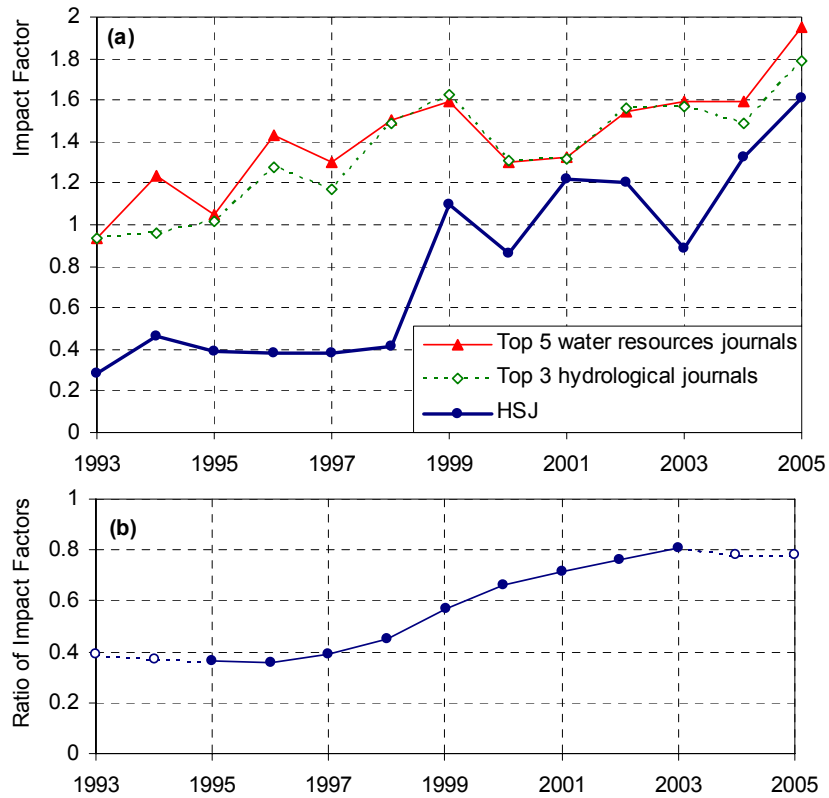 (a)
Impact Factor
2
1.8
1.6
1.4
1.2
1
0.8
0.6
0.4
0.2
0
Top 5 water resources journals
Top 3 hydrological journals
HSJ
1993 1995 1997 1999 2001 2003 2005
(b)
Ratio of Impact Factors
1
0.8
0.6
0.4
0.2
0
1993 1995 1997 1999 2001 2003 2005